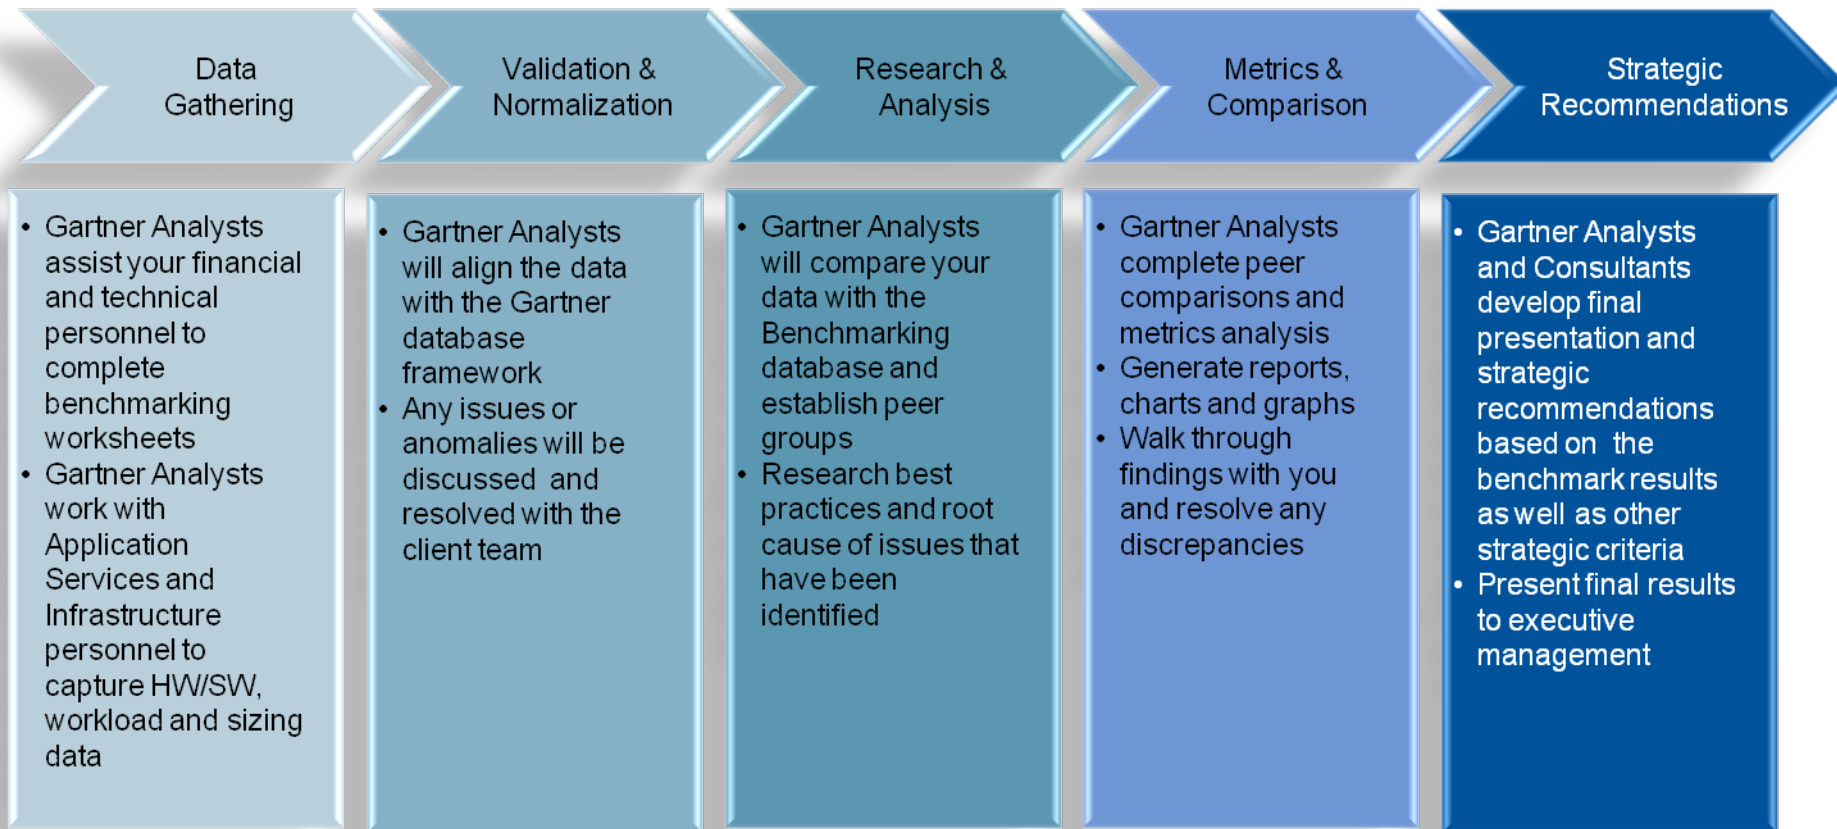 Data
Gathering
Validation &
Normalization
Research &
Analysis
Metrics &
Comparison
Strategic
Recommendations
• Gartner Analysts
assist your financial
and technical
personnel to
complete
benchmarking
worksheets
• Gartner Analysts
work with
Application
Services and
Infrastructure
personnel to
capture HW/SW,
workload and sizing
data
• Gartner Analysts
will align the data
with the Gartner
database
framework
• Any issues or
anomalies will be
discussed and
resolved with the
client team
• Gartner Analysts
will compare your
data with the
Benchmarking
database and
establish peer
groups
• Research best
practices and root
cause of issues that
have been
identified
• Gartner Analysts
complete peer
comparisons and
metrics analysis
• Generate reports,
charts and graphs
• Walk through
findings with you
and resolve any
discrepancies
• Gartner Analysts
and Consultants
develop final
presentation and
strategic
recommendations
based on the
benchmark results
as well as other
strategic criteria
• Present final results
to executive
management